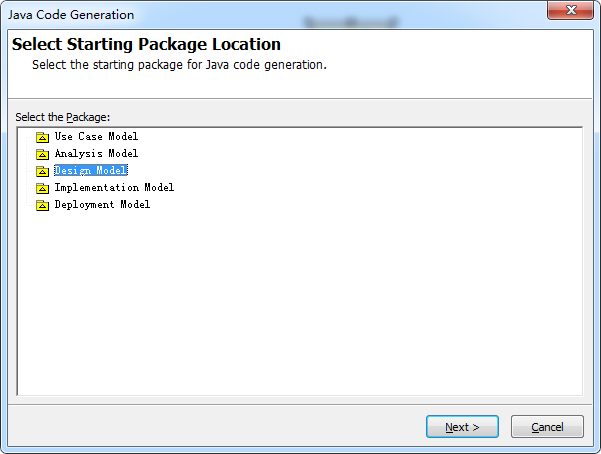 Java Code Generation
Select Starting Package Location
Select the starting package for Java code generation.
Select the Package:
Use Case Model
Analysis Model
Design Model
Implementation Model
Deployment Model
Next >
Cancel